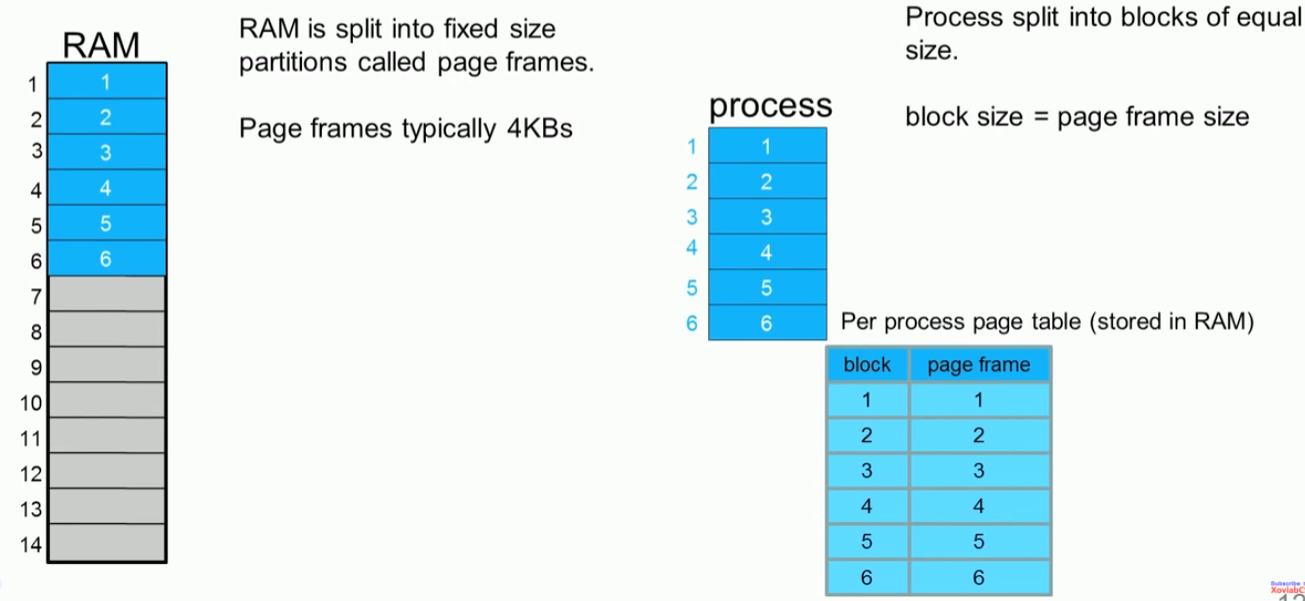 RAM
1 1
2 2
3 3
4 4
5 5
6 6
7
8
9
10
11
12
13
14
RAM is split into fixed size
partitions called page frames.
Page frames typically 4KBs
process
1 1
2 2
3 3
4 4
5 5
6 6
Process split into blocks of equal
size.
block size = page frame size
Per process page table (stored in RAM)
block page frame
1 1
2 2
3 3
4 4
5 5
6 6
Subscribe
XoviabC